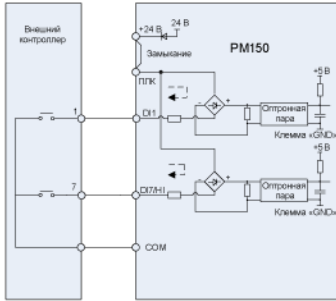 Внешний
контроллер
+24 В
24 В
Замыкание
PM150
ПЛК
+5 В
1
DI1
- +
Оптронная
пара
Клемма «GND»
+5 В
7
DI7/HI
- +
Оптронная
пара
Клемма «GND»
COM